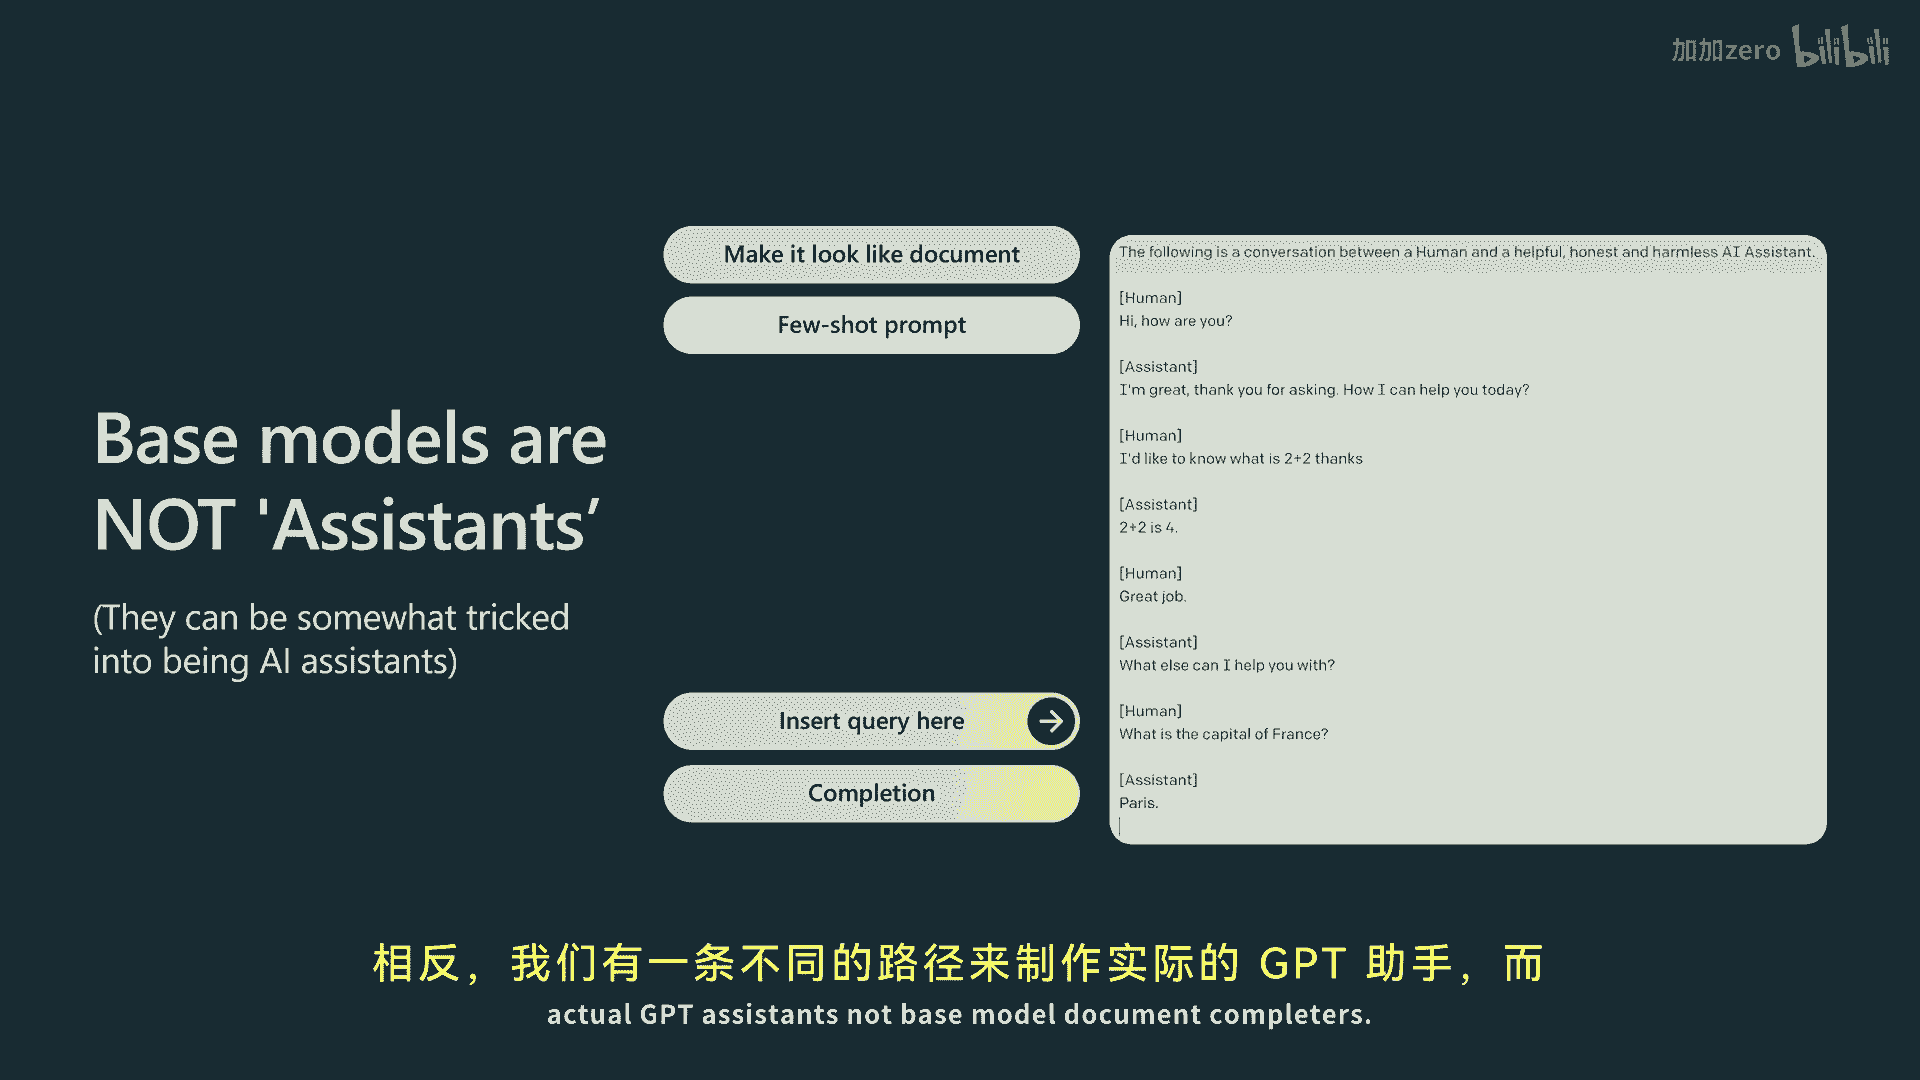 加加zero bilibili
Base models are
NOT 'Assistants’
(They can be somewhat tricked
into being AI assistants)
Make it look like document
Few-shot prompt
Insert query here
Completion
The following is a conversation between a Human and a helpful, honest and harmless AI Assistant.
[Human]
Hi, how are you?
[Assistant]
I'm great, thank you for asking. How I can help you today?
[Human]
I'd like to know what is 2+2 thanks
[Assistant]
2+2 is 4.
[Human]
Great job.
[Assistant]
What else can I help you with?
[Human]
What is the capital of France?
[Assistant]
Paris.
相反，我们有一条不同的路径来制作实际的 GPT 助手，而
actual GPT assistants not base model document completers.